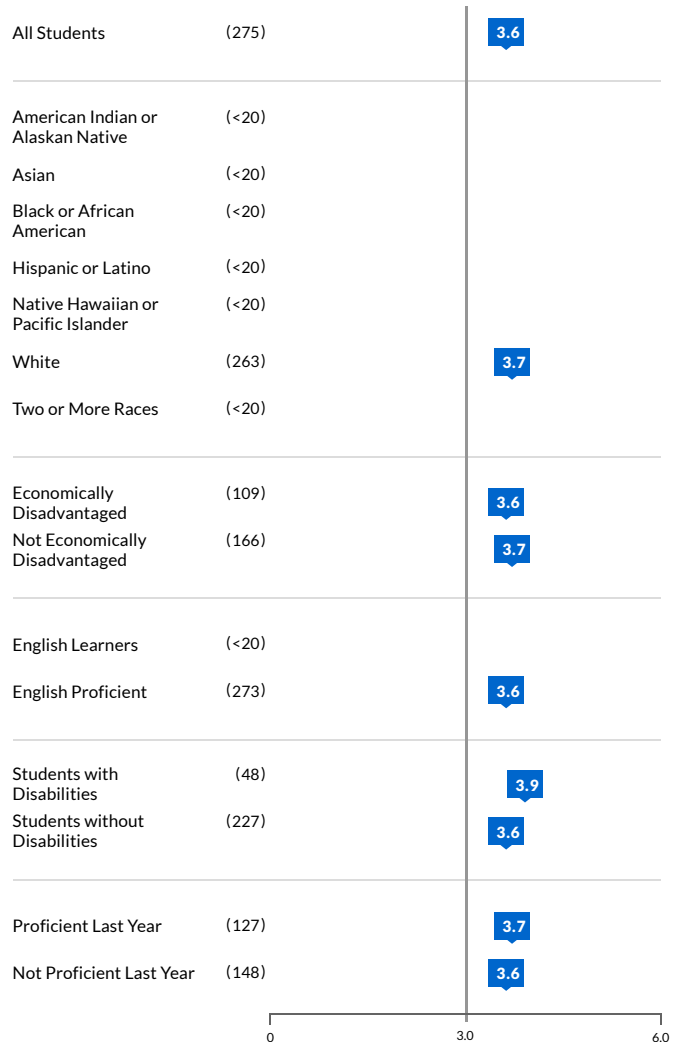 All Students (275) 3.6
American Indian or (<20)
Alaskan Native
Asian (<20)
Black or African (<20)
American
Hispanic or Latino (<20)
Native Hawaiian or (<20)
Pacific Islander
White (263) 3.7
Two or More Races (<20)
Economically (109) 3.6
Disadvantaged
Not Economically (166) 3.7
Disadvantaged
English Learners (<20)
English Proficient (273) 3.6
Students with (48) 3.9
Disabilities
Students without (227) 3.6
Disabilities
Proficient Last Year (127) 3.7
Not Proficient Last Year (148) 3.6
0 3.0 6.0